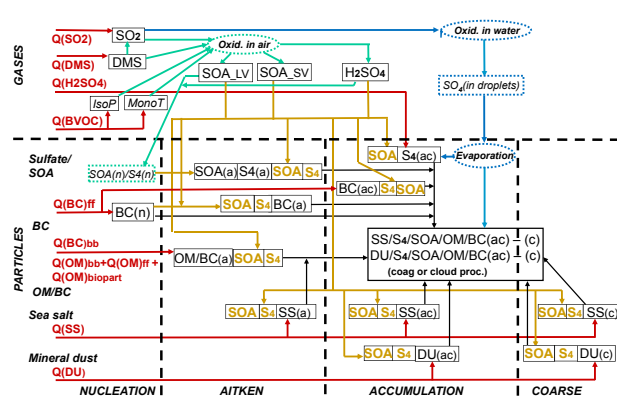 GASES
Q(SO2)
SO2
Oxid. in air
Oxid. in water
Q(DMS)
DMS
Q(H2SO4)
SOA_LV
SOA_SV
H2SO4
SO4(in droplets)
IsoP
MonoT
Q(BVOC)
PARTICLES
Sulfate/
SOA
SOA S4(ac)
Evaporation
SOA(n)/S4(n)
SOA(a) S4(a) SOA S4
BC(ac) S4 SOA
Q(BC)ff
BC(n)
SOA S4 BC(a)
BC
Q(BC)bb
Q(OM)bb+Q(OM)ff +
Q(OM)biopart
OM/BC(a) SOA S4
SS/S4/SOA/OM/BC(ac) – (c)
DU/S4/SOA/OM/BC(ac) – (c)
(coag or cloud proc.)
OM/BC
Sea salt
SOA S4 SS(a)
SOA S4 SS(ac)
SOA S4 SS(c)
Q(SS)
Mineral dust
SOA S4 DU(ac)
SOA S4 DU(c)
Q(DU)
NUCLEATION
AITKEN
ACCUMULATION
COARSE